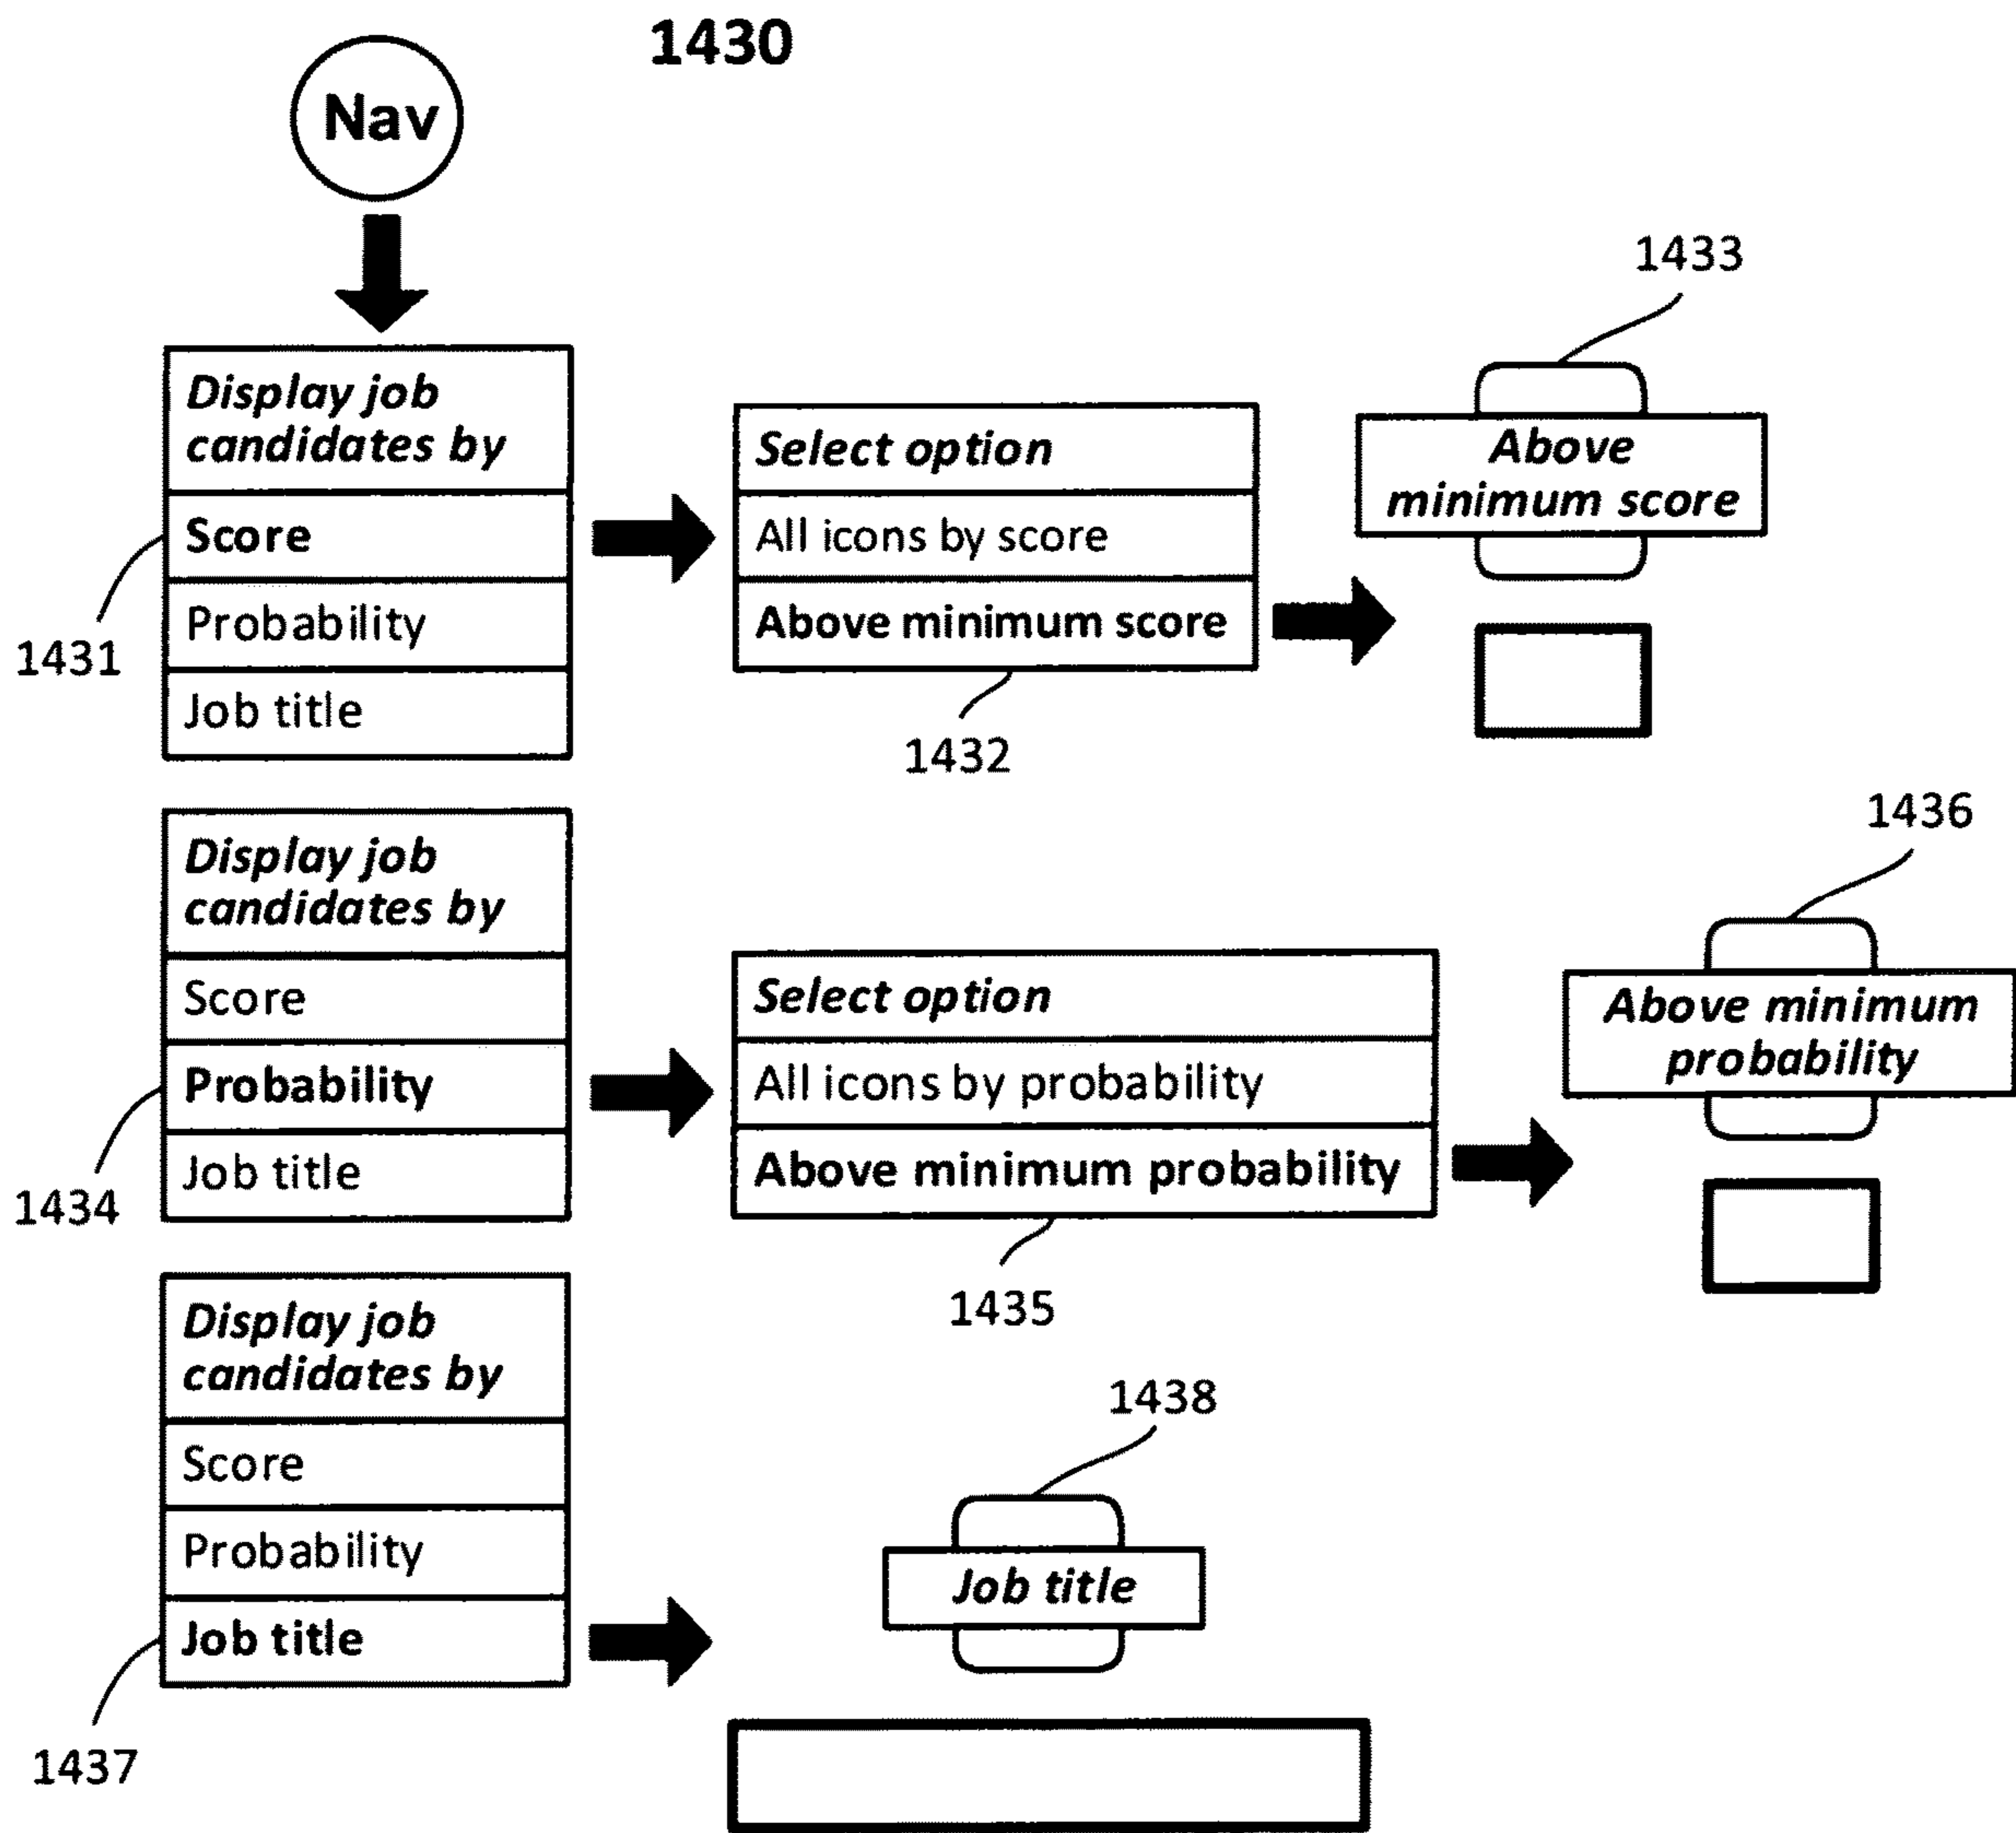 1430
Nav
Display job
candidates by
Score
Probability
Job title
1431
Select option
All icons by score
Above minimum score
1432
1433
Above
minimum score
Display job
candidates by
Score
Probability
Job title
1434
Select option
All icons by probability
Above minimum probability
1435
1436
Above minimum
probability
Display job
candidates by
Score
Probability
Job title
1437
1438
Job title